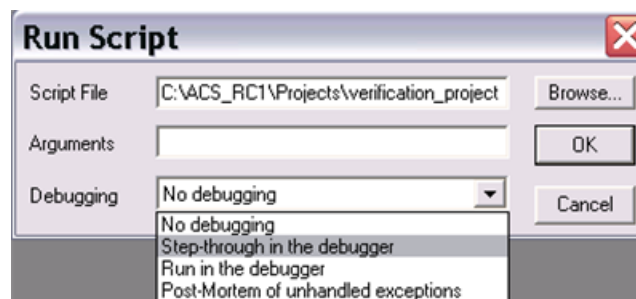 Run Script
Script File C:\ACS_RC1\Projects\verification_project Browse...
Arguments OK
Debugging No debugging Cancel
No debugging
Step-through in the debugger
Run in the debugger
Post-Mortem of unhandled exceptions